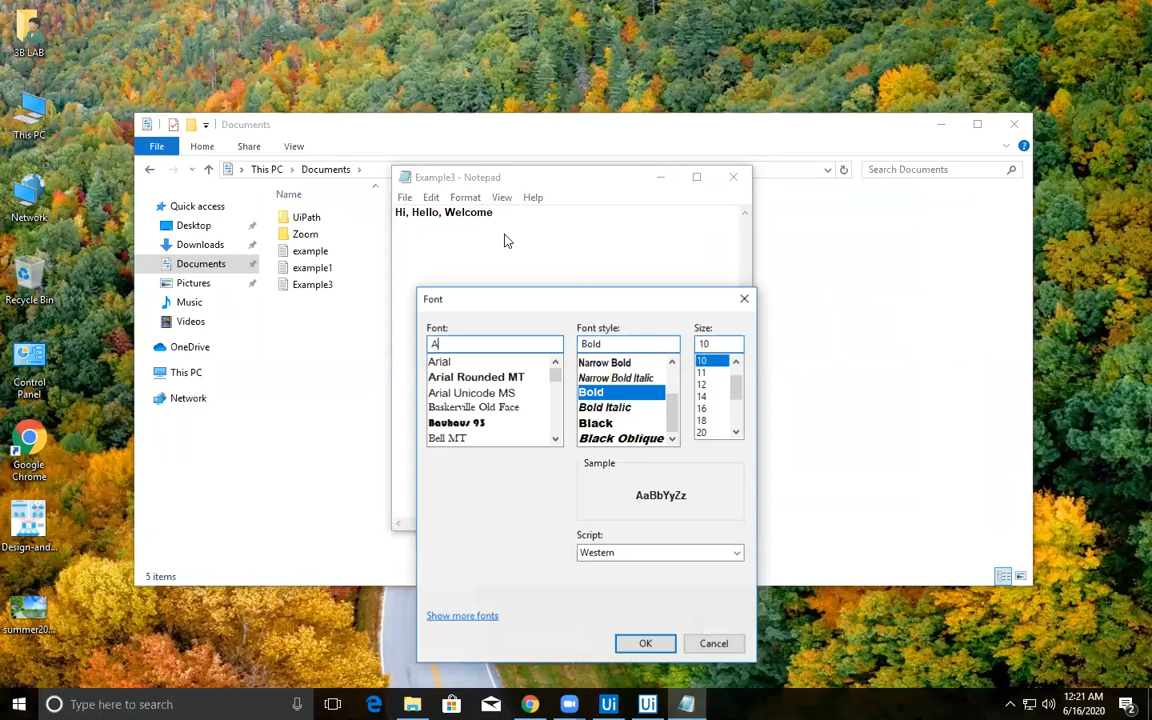 3B LAB
This PC
Network
Recycle Bin
Control
Panel
Google
Chrome
Design-and...
summer20...
Documents
File
Home
Share
View
This PC
Documents
Search Documents
Name
Quick access
Desktop
Downloads
Documents
Pictures
Music
Videos
OneDrive
This PC
Network
UiPath
Zoom
example
example1
Example3
5 items
Example3 - Notepad
File Edit Format View Help
Hi, Hello, Welcome
Font
Font:
A
Arial
Arial Rounded MT
Arial Unicode MS
Baskerville Old Face
Bauhaus 93
Bell MT
Font style:
Bold
Narrow Bold
Narrow Bold Italic
Bold
Bold Italic
Black
Black Oblique
Size:
10
10
11
12
14
16
18
20
Sample
AaBbYyZz
Script:
Western
Show more fonts
OK
Cancel
Type here to search
Ui
Ui
12:21 AM
6/16/2020
2